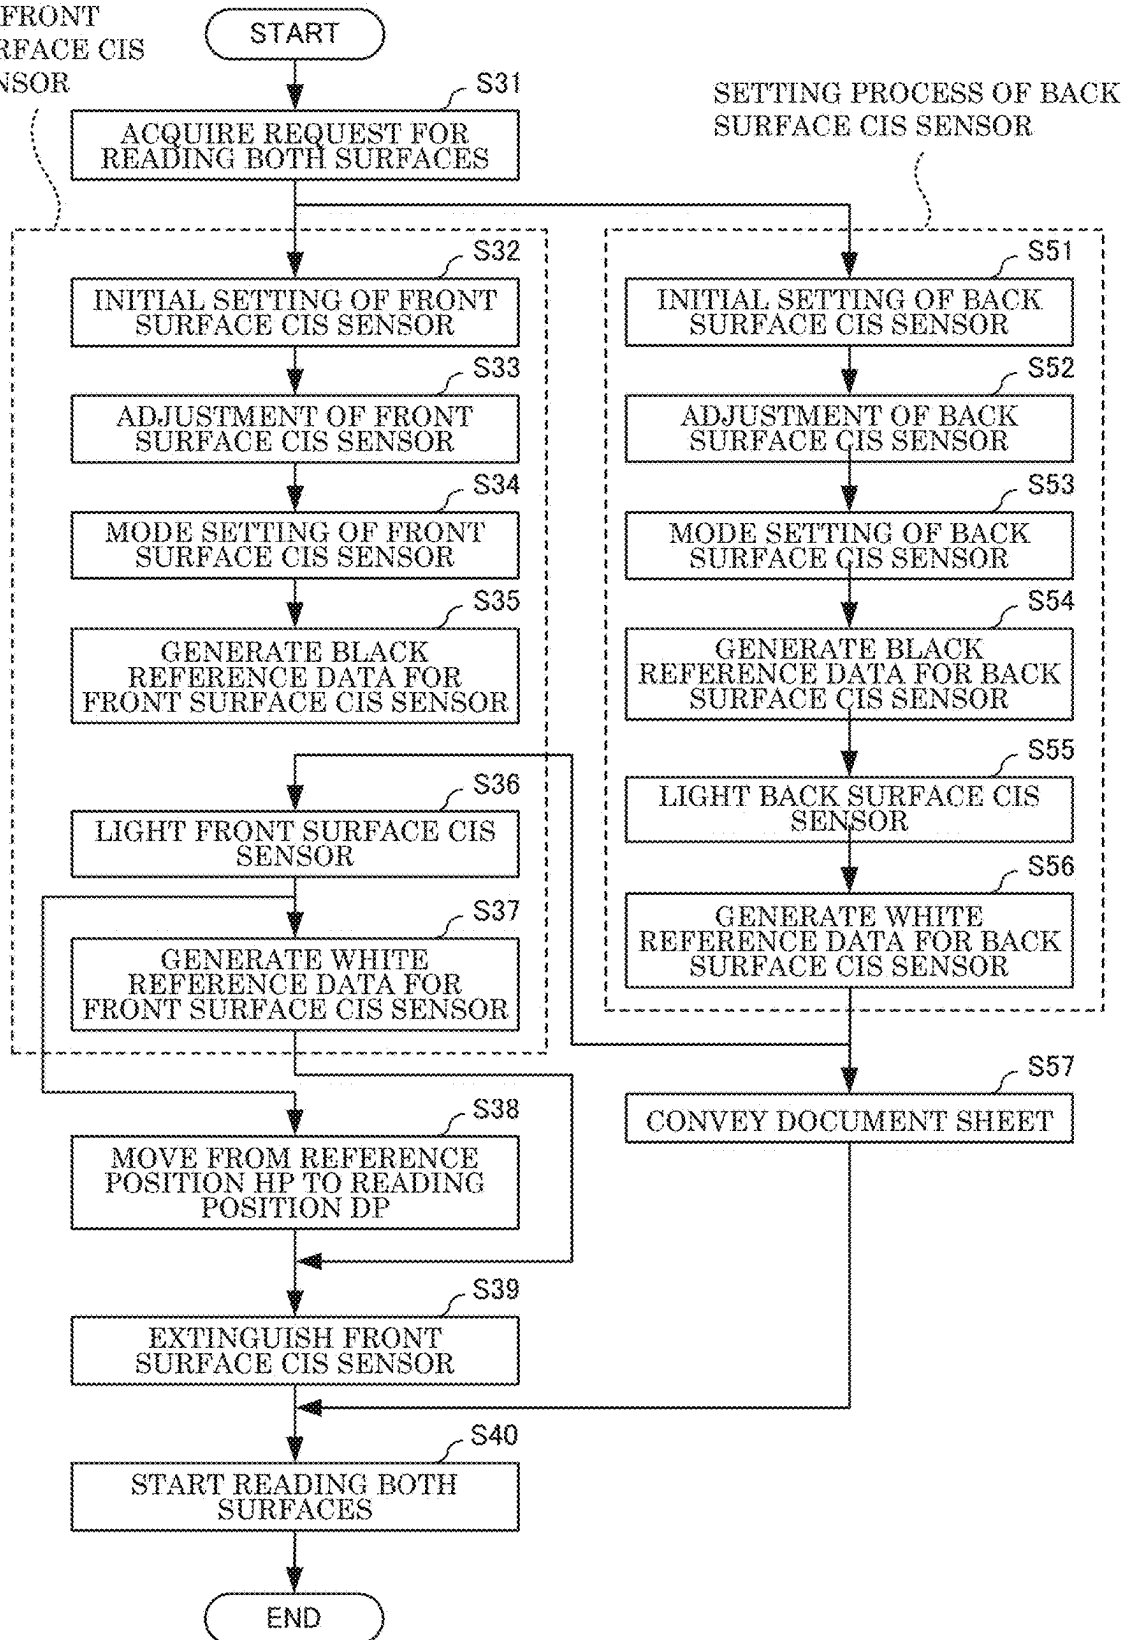 FRONT
RFACE CIS
NSOR
START
S31
ACQUIRE REQUEST FOR
READING BOTH SURFACES
SETTING PROCESS OF BACK
SURFACE CIS SENSOR
S32
INITIAL SETTING OF FRONT
SURFACE CIS SENSOR
S33
ADJUSTMENT OF FRONT
SURFACE CIS SENSOR
S34
MODE SETTING OF FRONT
SURFACE CIS SENSOR
S35
GENERATE BLACK
REFERENCE DATA FOR
FRONT SURFACE CIS SENSOR
S36
LIGHT FRONT SURFACE CIS
SENSOR
S37
GENERATE WHITE
REFERENCE DATA FOR
FRONT SURFACE CIS SENSOR
S38
MOVE FROM REFERENCE
POSITION HP TO READING
POSITION DP
S39
EXTINGUISH FRONT
SURFACE CIS SENSOR
S40
START READING BOTH
SURFACES
END
S51
INITIAL SETTING OF BACK
SURFACE CIS SENSOR
S52
ADJUSTMENT OF BACK
SURFACE CIS SENSOR
S53
MODE SETTING OF BACK
SURFACE CIS SENSOR
S54
GENERATE BLACK
REFERENCE DATA FOR BACK
SURFACE CIS SENSOR
S55
LIGHT BACK SURFACE CIS
SENSOR
S56
GENERATE WHITE
REFERENCE DATA FOR BACK
SURFACE CIS SENSOR
S57
CONVEY DOCUMENT SHEET